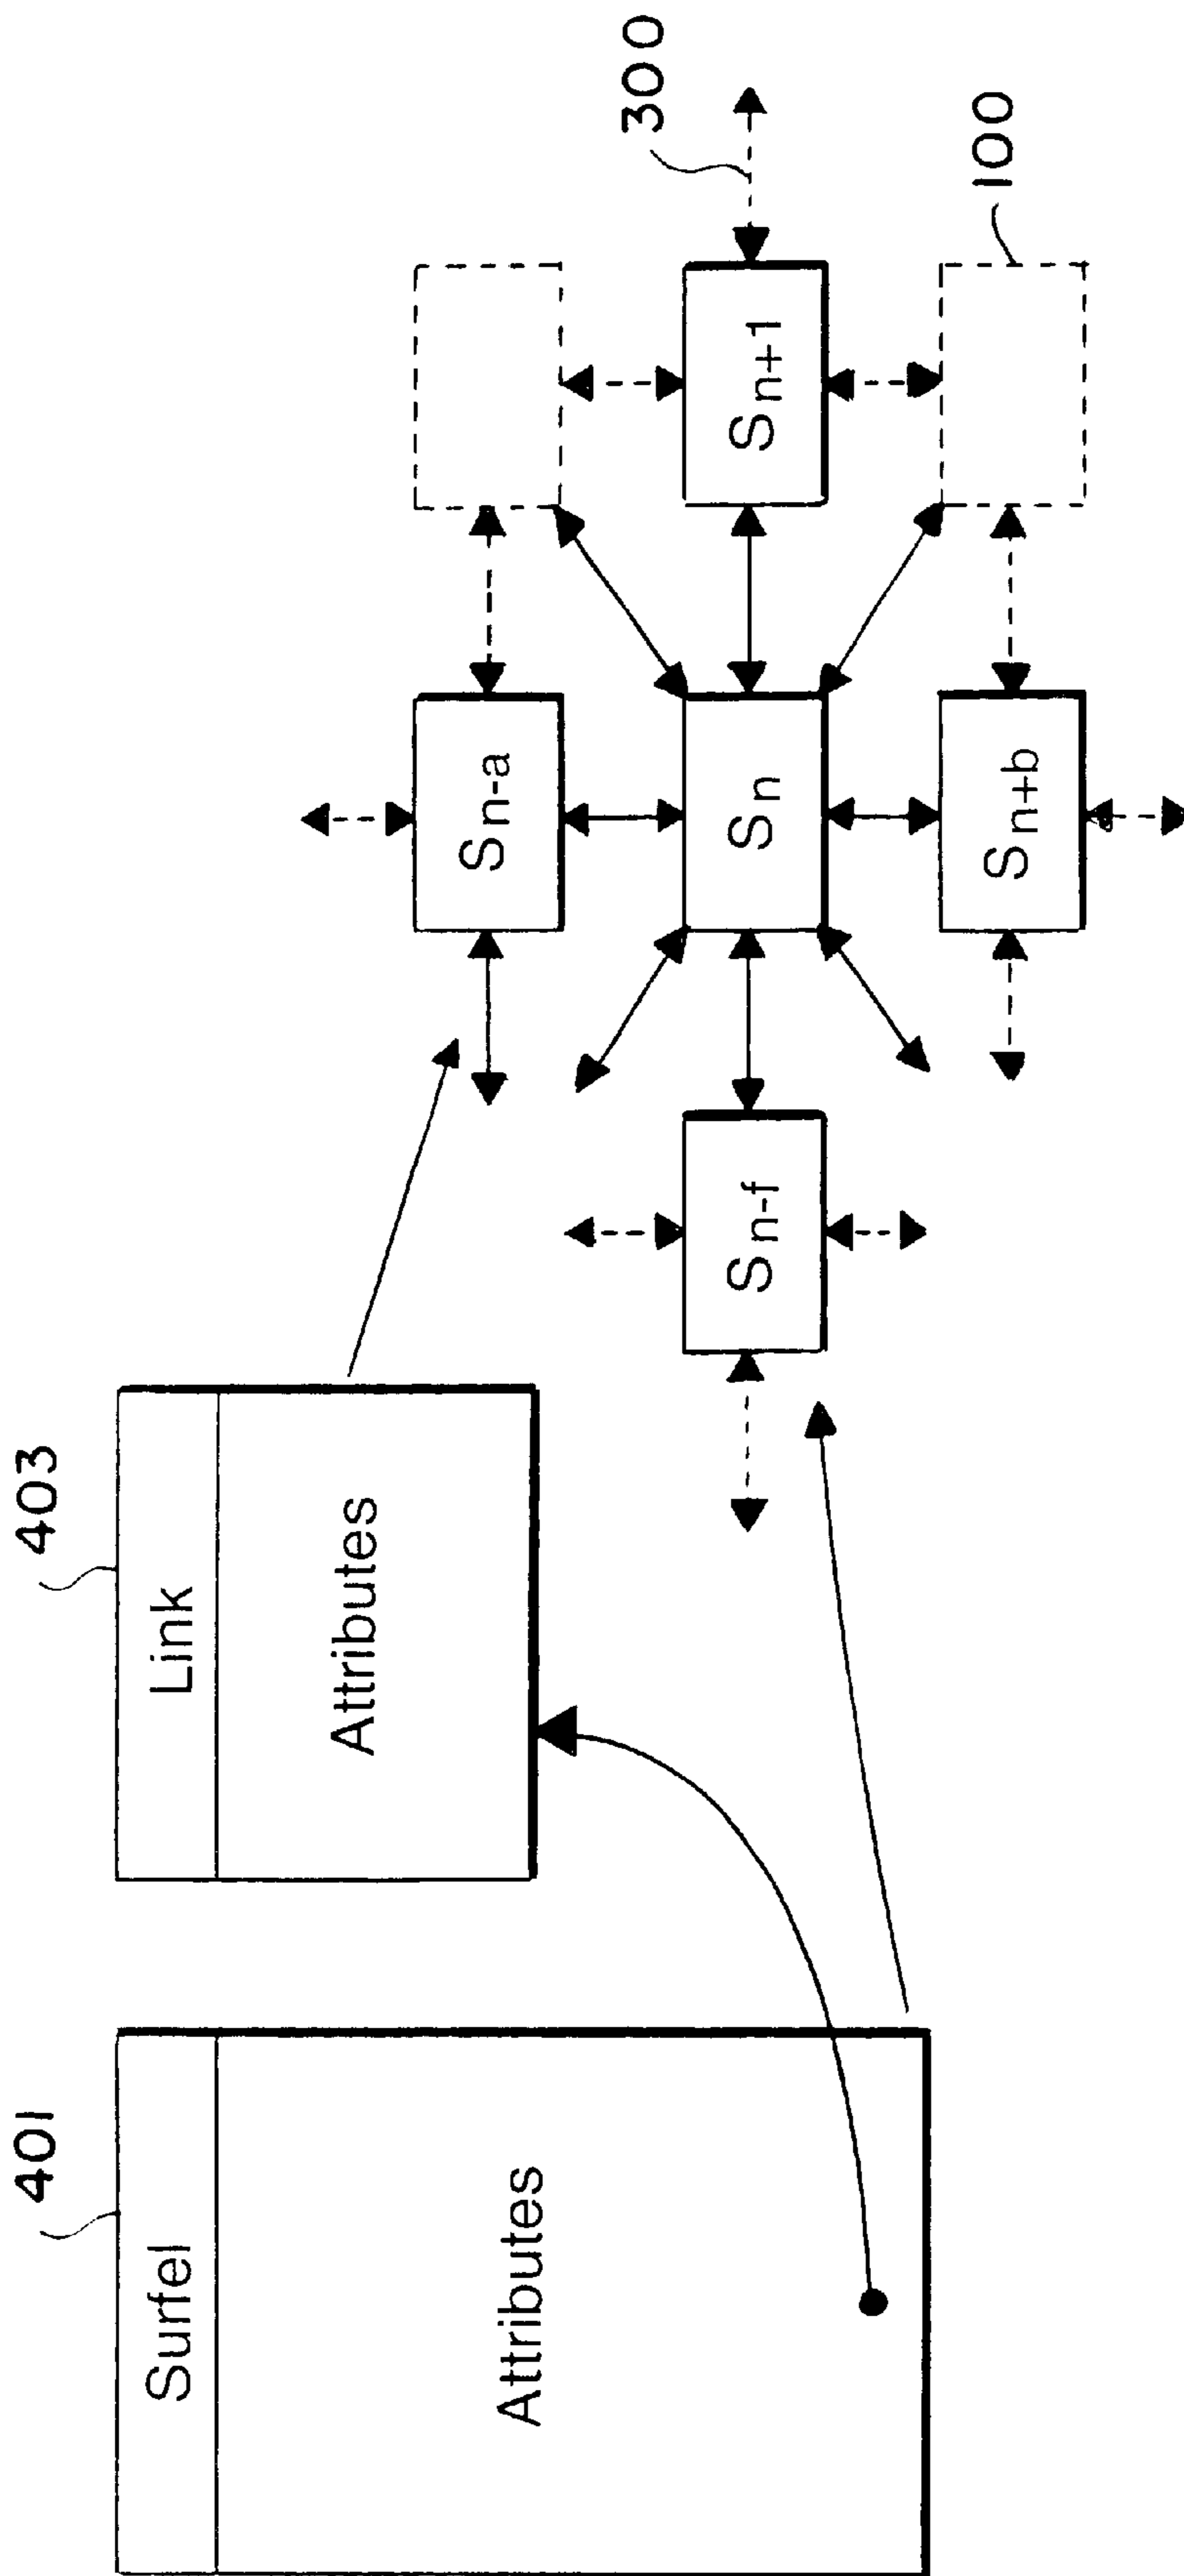 401
Surfel
Attributes
403
Link
Attributes
300
100
Sn-a
Sn-f
Sn
Sn+1
Sn+b